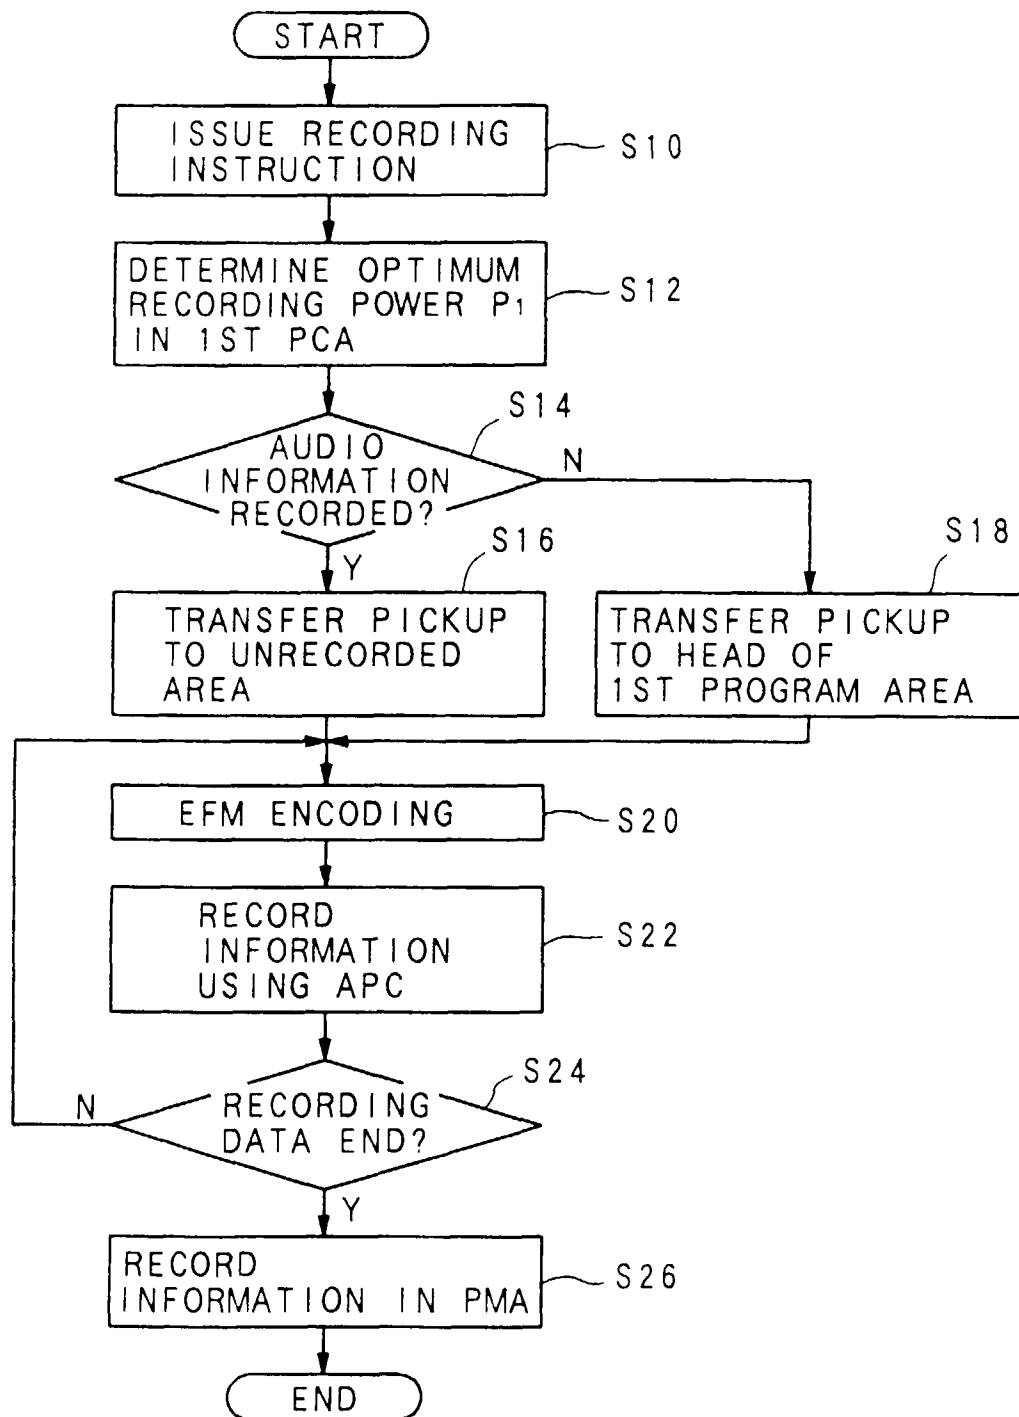 START
ISSUE RECORDING
INSTRUCTION
S10
DETERMINE OPTIMUM
RECORDING POWER P1
IN 1ST PCA
S12
S14
AUDIO
INFORMATION
RECORDED?
N
Y
S16
S18
TRANSFER PICKUP
TO UNRECORDED
AREA
TRANSFER PICKUP
TO HEAD OF
1ST PROGRAM AREA
EFM ENCODING
S20
RECORD
INFORMATION
USING APC
S22
S24
RECORDING
DATA END?
N
Y
RECORD
INFORMATION IN PMA
S26
END